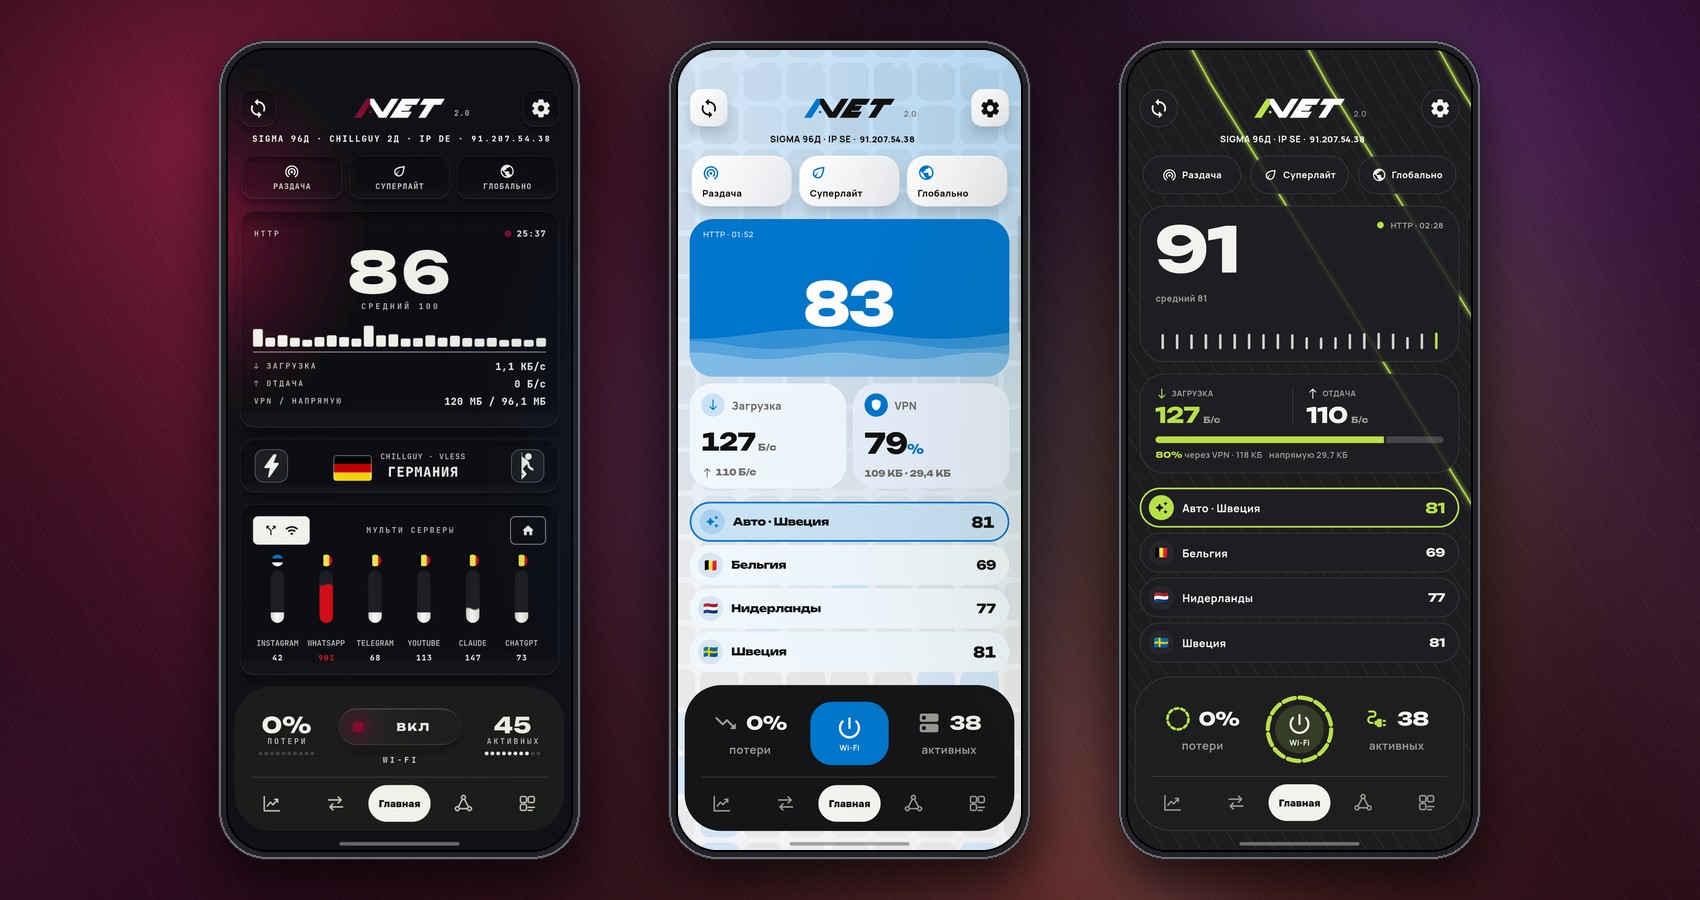 NET 2.0
SIGMA 96Д · CHILLGUY 2Д · IP DE · 91.207.54.38
РАЗДАЧА
СУПЕРЛАЙТ
ГЛОБАЛЬНО
HTTP
25:37
86
СРЕДНИЙ 100
↓ ЗАГРУЗКА 1,1 КБ/с
↑ ОТДАЧА 0 Б/с
VPN / НАПРЯМУЮ 120 МБ / 96,1 МБ
CHILLGUY · VLESS
ГЕРМАНИЯ
МУЛЬТИ СЕРВЕРЫ
INSTAGRAM WHATSAPP TELEGRAM YOUTUBE CLAUDE CHATGPT
42 901 68 113 147 73
0% ВКЛ 45
ПОТЕРИ АКТИВНЫХ
WI-FI
Главная
NET 2.0
SIGMA 96Д · IP SE · 91.207.54.38
Раздача
Суперлайт
Глобально
HTTP · 01:52
83
Загрузка
127 Б/с
↑ 110 Б/с
VPN
79%
109 КБ · 29,4 КБ
Авто · Швеция 81
Бельгия 69
Нидерланды 77
Швеция 81
0% 38
Wi-Fi
потери активных
Главная
NET 2.0
SIGMA 96Д · IP SE · 91.207.54.38
Раздача
Суперлайт
Глобально
91
HTTP · 02:28
средний 81
↓ ЗАГРУЗКА
127 Б/с
↑ ОТДАЧА
110 Б/с
80% через VPN · 118 КБ напрямую 29,7 КБ
Авто · Швеция 81
Бельгия 69
Нидерланды 77
Швеция 81
0% 38
Wi-Fi
потери активных
Главная